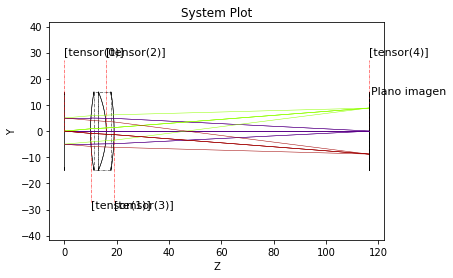 System Plot
[tensor(0)] [tensor(2)] [tensor(4)]
Plano imagen
[tensor(1)] [tensor(3)]
40
30
20
10
0
−10
−20
−30
−40
Y
0 20 40 60 80 100 120
Z